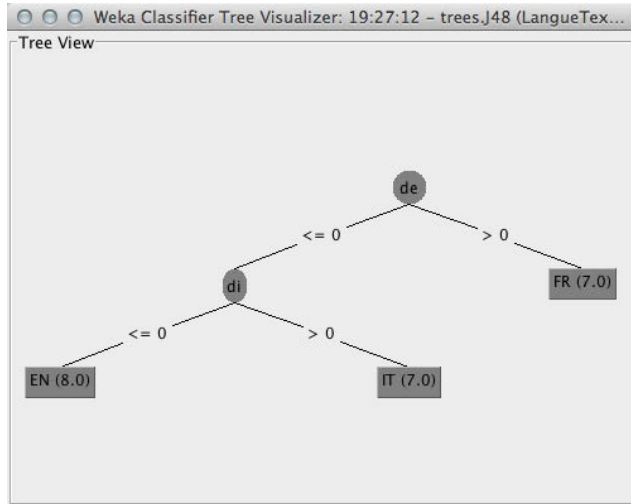 Weka Classifier Tree Visualizer: 19:27:12 – trees.J48 (LangueTex...
Tree View
de
<= 0
> 0
di
FR (7.0)
<= 0
> 0
EN (8.0)
IT (7.0)